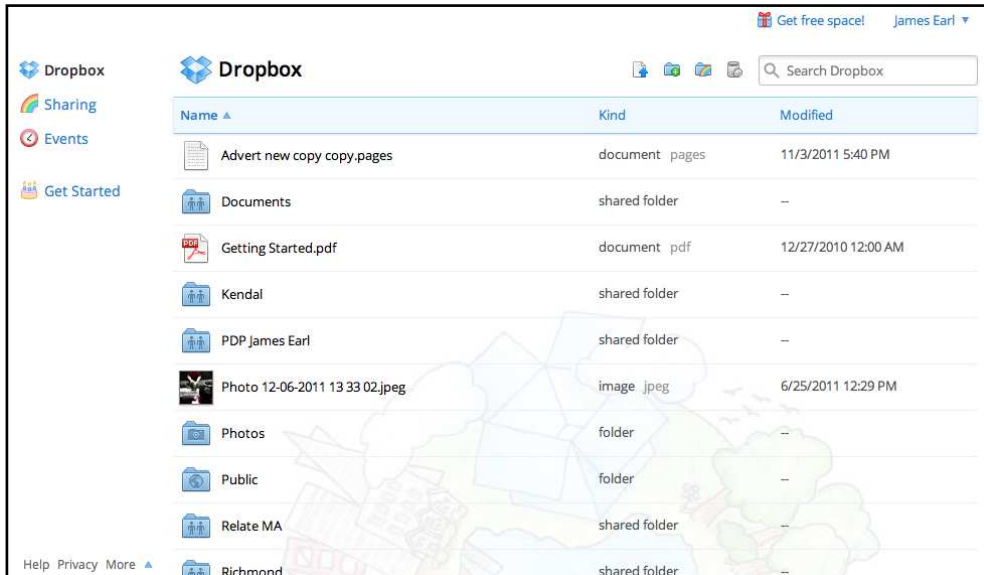 Get free space! James Earl
Dropbox
Sharing
Events
Get Started
Dropbox
Search Dropbox
Name Kind Modified
Advert new copy copy.pages document pages 11/3/2011 5:40 PM
Documents shared folder --
PDF
Getting Started.pdf document pdf 12/27/2010 12:00 AM
Kendal shared folder --
PDP James Earl shared folder --
Photo 12-06-2011 13 33 02.jpeg image jpeg 6/25/2011 12:29 PM
Photos folder --
Public folder --
Relate MA shared folder --
Richmond shared folder --
Help Privacy More